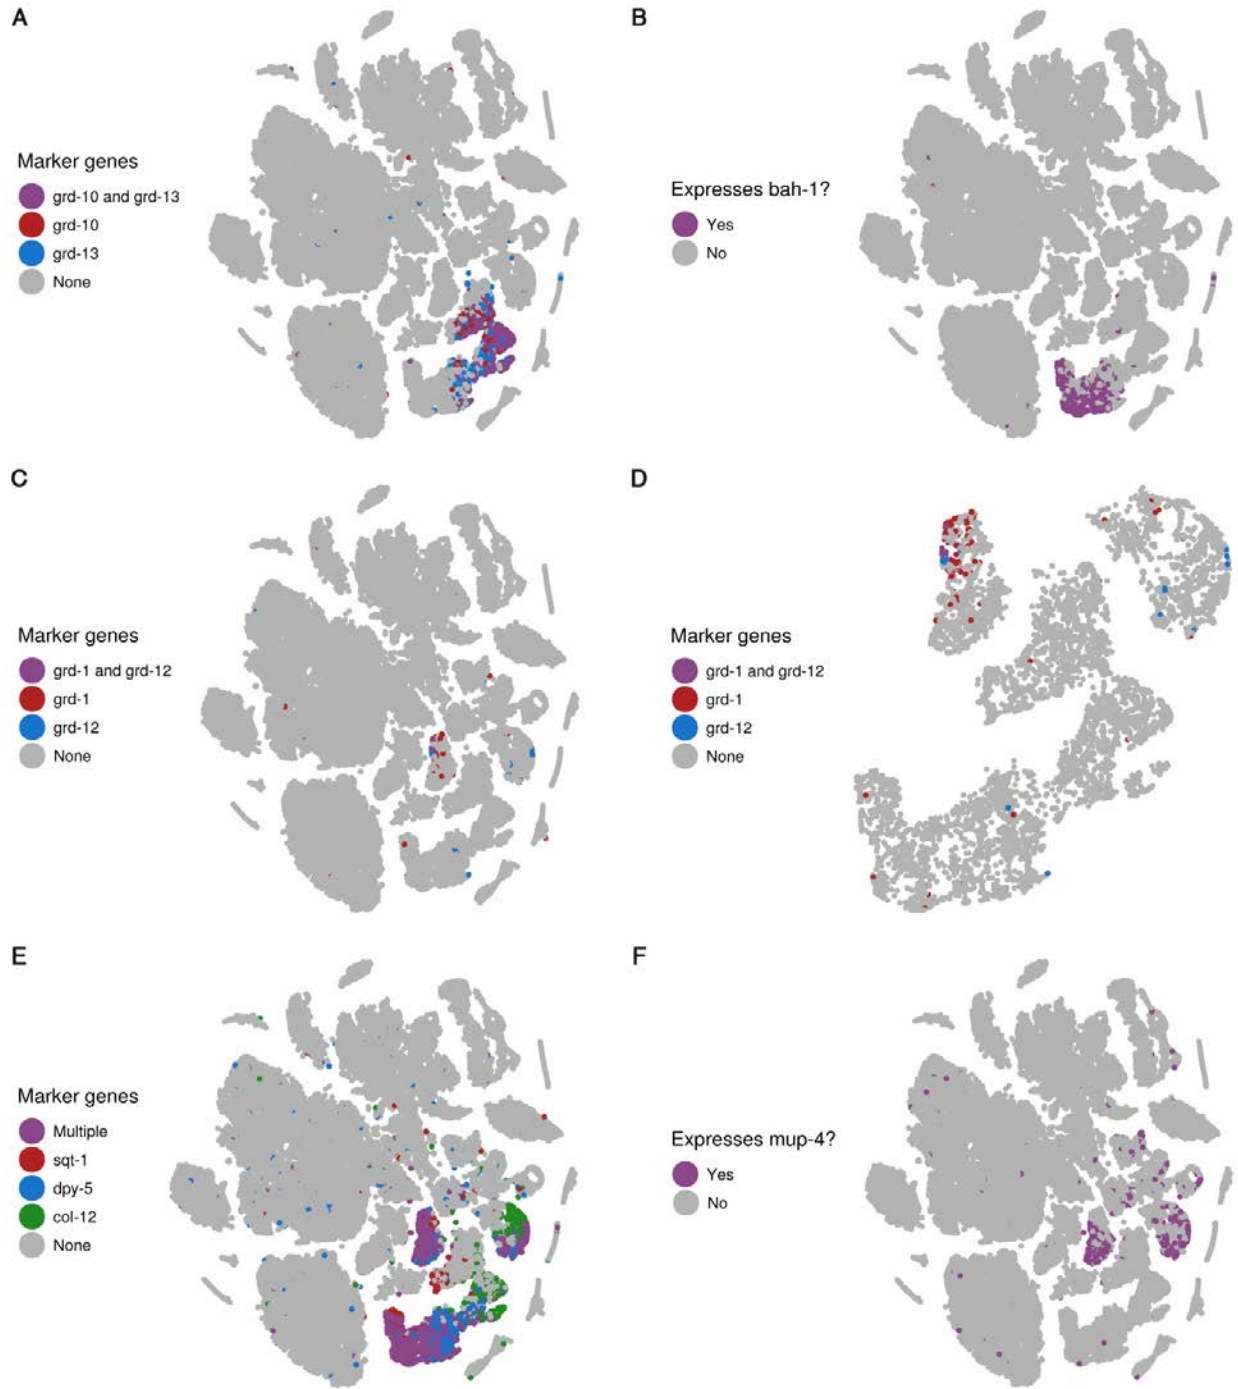 A
Marker genes
grd-10 and grd-13
grd-10
grd-13
None
B
Expresses bah-1?
Yes
No
C
Marker genes
grd-1 and grd-12
grd-1
grd-12
None
D
Marker genes
grd-1 and grd-12
grd-1
grd-12
None
E
Marker genes
Multiple
sqt-1
dpy-5
col-12
None
F
Expresses mup-4?
Yes
No